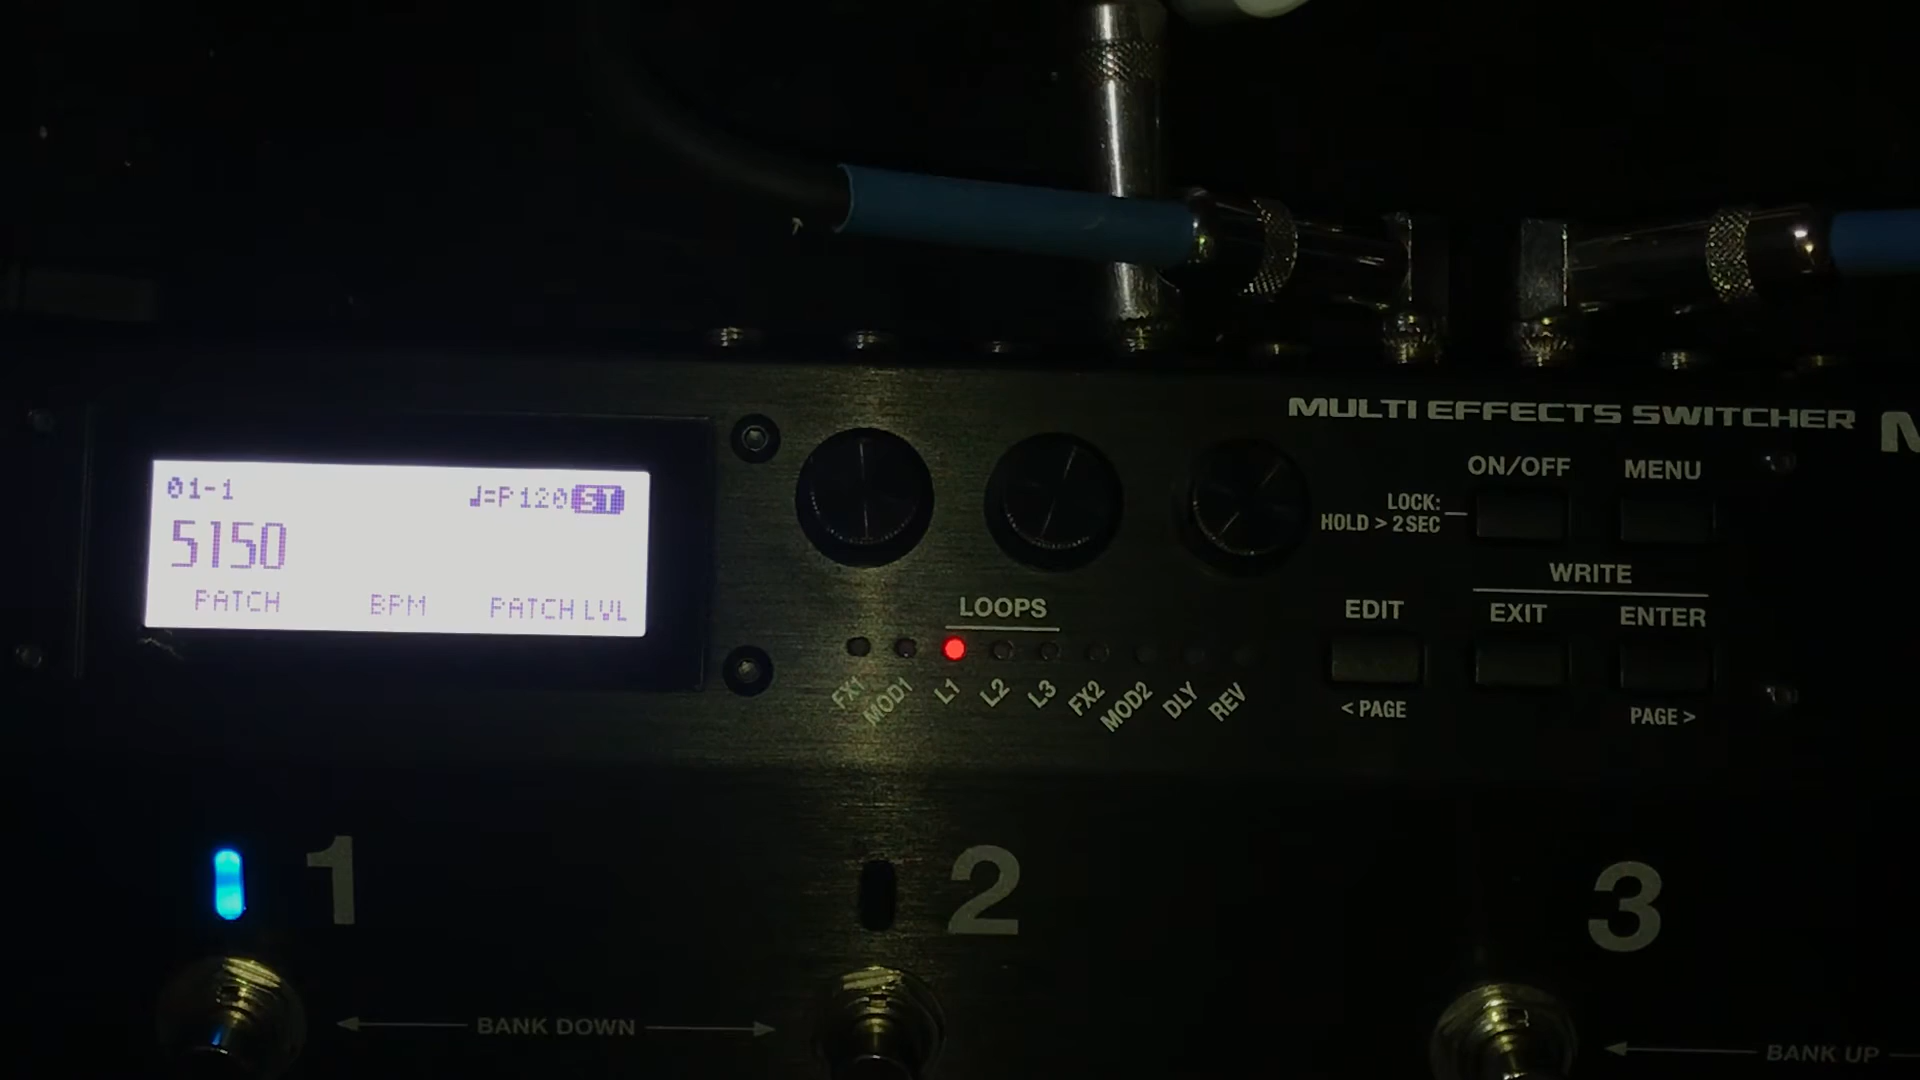 MULTI EFFECTS SWITCHER
01-1 ♩=P120 ST
5150
PATCH BPM PATCH LVL
ON/OFF MENU
LOCK:
HOLD > 2 SEC
WRITE
LOOPS
EDIT EXIT ENTER
FX1 MOD1 L1 L2 L3 FX2 MOD2 DLY REV
< PAGE PAGE >
1 2 3
BANK DOWN BANK UP